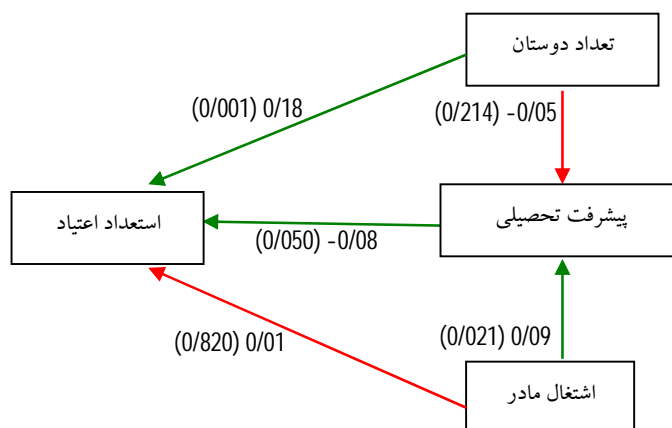 تعداد دوستان
(0/001) 0/18
(0/214) -0/05
پیشرفت تحصیلی
استعداد اعتیاد
(0/050) -0/08
(0/820) 0/01
(0/021) 0/09
اشتغال مادر